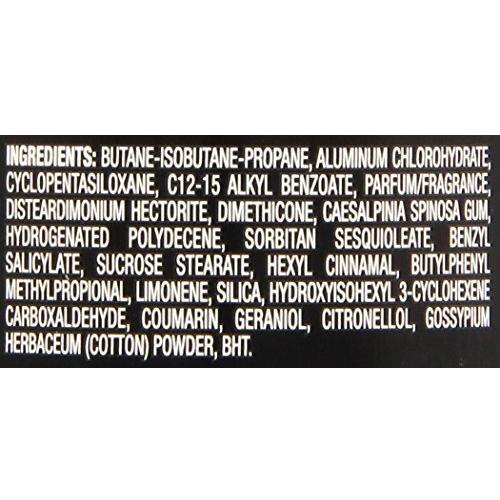 INGREDIENTS: BUTANE-ISOBUTANE-PROPANE, ALUMINUM CHLOROHYDRATE,
CYCLOPENTASILOXANE, C12-15 ALKYL BENZOATE, PARFUM/FRAGRANCE,
DISTEARDIMONIUM HECTORITE, DIMETHICONE, CAESALPINIA SPINOSA GUM,
HYDROGENATED POLYDECENE, SORBITAN SESQUIOLEATE, BENZYL
SALICYLATE, SUCROSE STEARATE, HEXYL CINNAMAL, BUTYLPHENYL
METHYLPROPIONAL, LIMONENE, SILICA, HYDROXYISOHEXYL 3-CYCLOHEXENE
CARBOXALDEHYDE, COUMARIN, GERANIOL, CITRONELLOL, GOSSYPIUM
HERBACEUM (COTTON) POWDER, BHT.